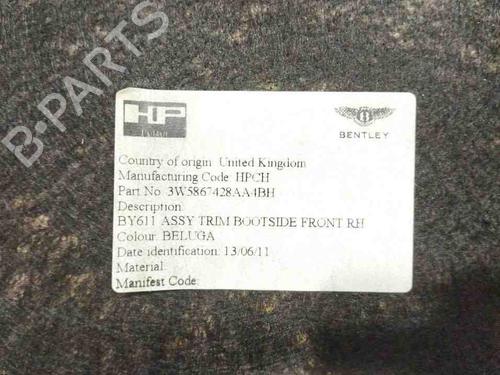 HP
BENTLEY
Country of origin: United Kingdom
Manufacturing Code: HPCH
Part No: 3W5867428AA4BH
Description:
BY611 ASSY TRIM BOOTSIDE FRONT RH
Colour: BELUGA
Date identification: 13/06/11
Material:
Manifest Code:
B-PARTS